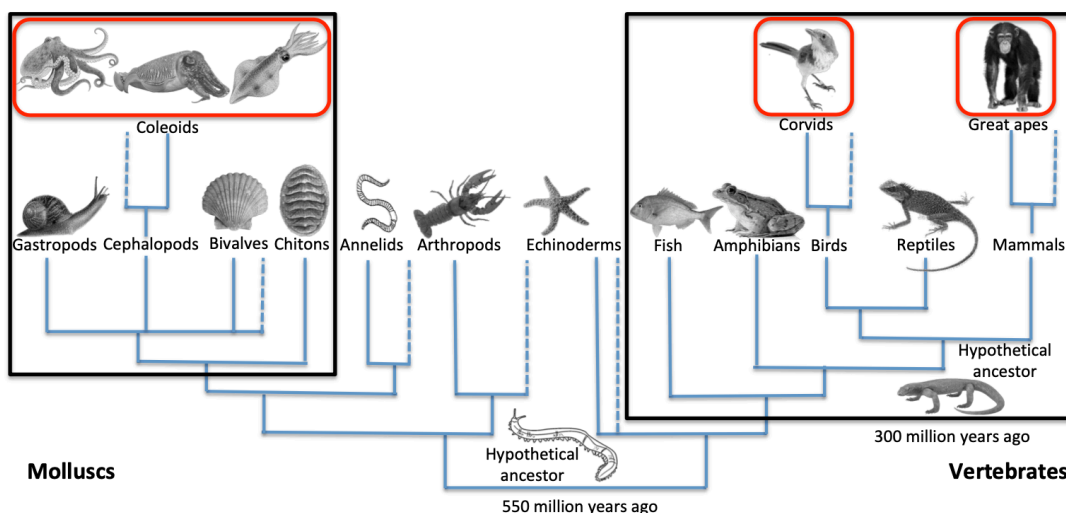 Coleoids
Corvids
Great apes
Gastropods
Cephalopods
Bivalves
Chitons
Annelids
Arthropods
Echinoderms
Fish
Amphibians
Birds
Reptiles
Mammals
Hypothetical
ancestor
300 million years ago
Hypothetical
ancestor
Molluscs
Vertebrates
550 million years ago